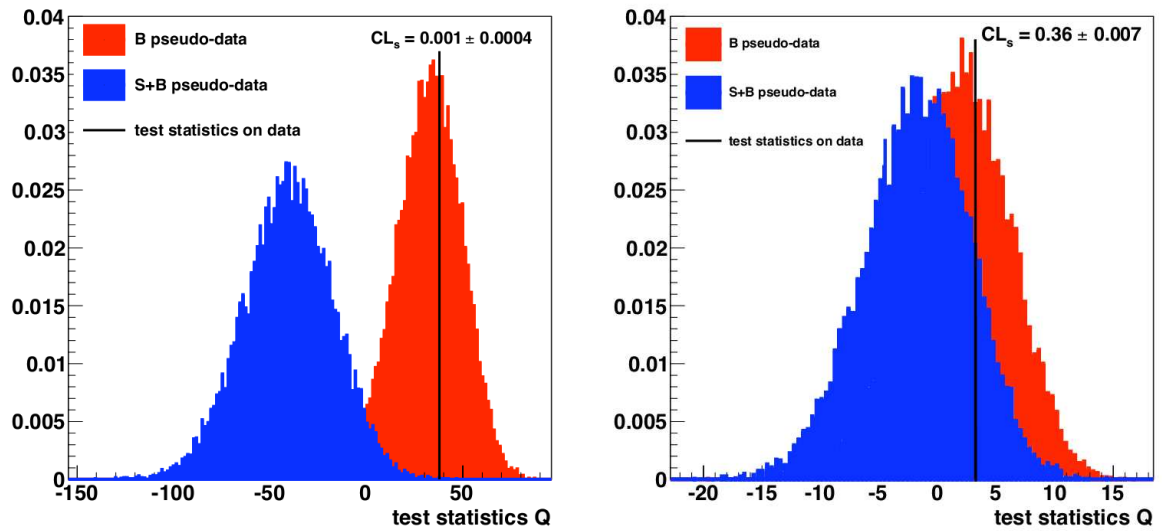 0.04
0.035
0.03
0.025
0.02
0.015
0.01
0.005
0
B pseudo-data
S+B pseudo-data
test statistics on data
CLs = 0.001 ± 0.0004
-150 -100 -50 0 50
test statistics Q
0.04
0.035
0.03
0.025
0.02
0.015
0.01
0.005
0
B pseudo-data
S+B pseudo-data
test statistics on data
CLs = 0.36 ± 0.007
-20 -15 -10 -5 0 5 10 15
test statistics Q